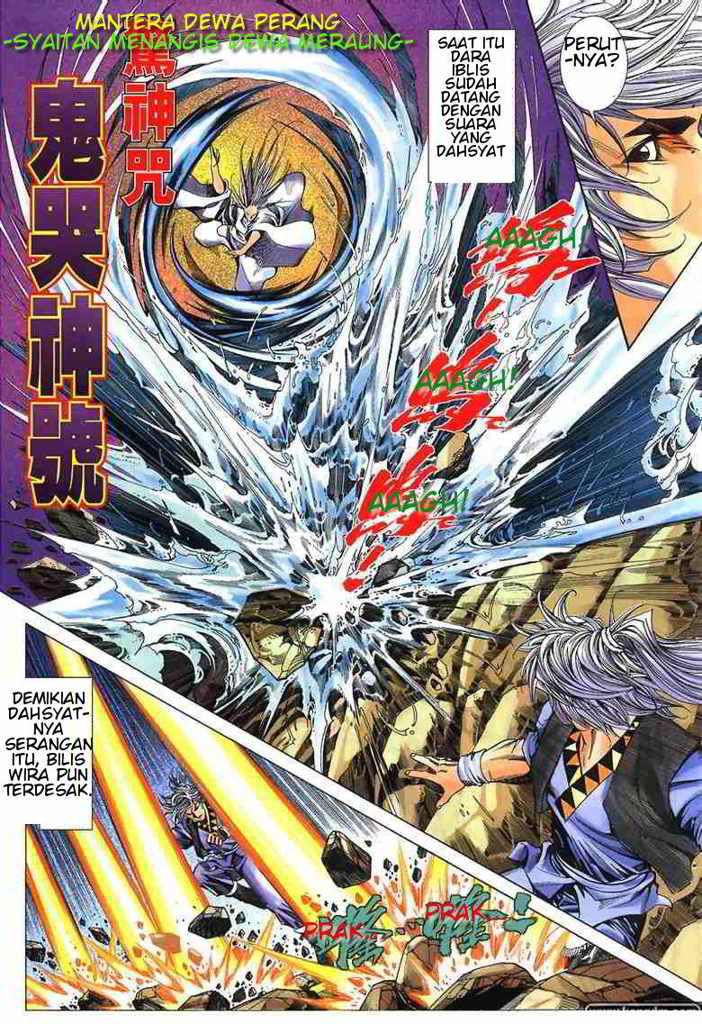 MANTERA DEWA PERANG
-SYAITAN MENANGIS DEWA MERAUNG-
驚神咒
鬼哭神號
SAAT ITU
DARA
IBLIS
SUDAH
DATANG
DENGAN
SUARA
YANG
DAHSYAT
PERUT
-NYA?
AAAGH!
AAAGH!
AAAGH!
DEMIKIAN
DAHSYAT-
NYA
SERANGAN
ITU, BILIS
WIRA PUN
TERDESAK.
PRAK
PRAK